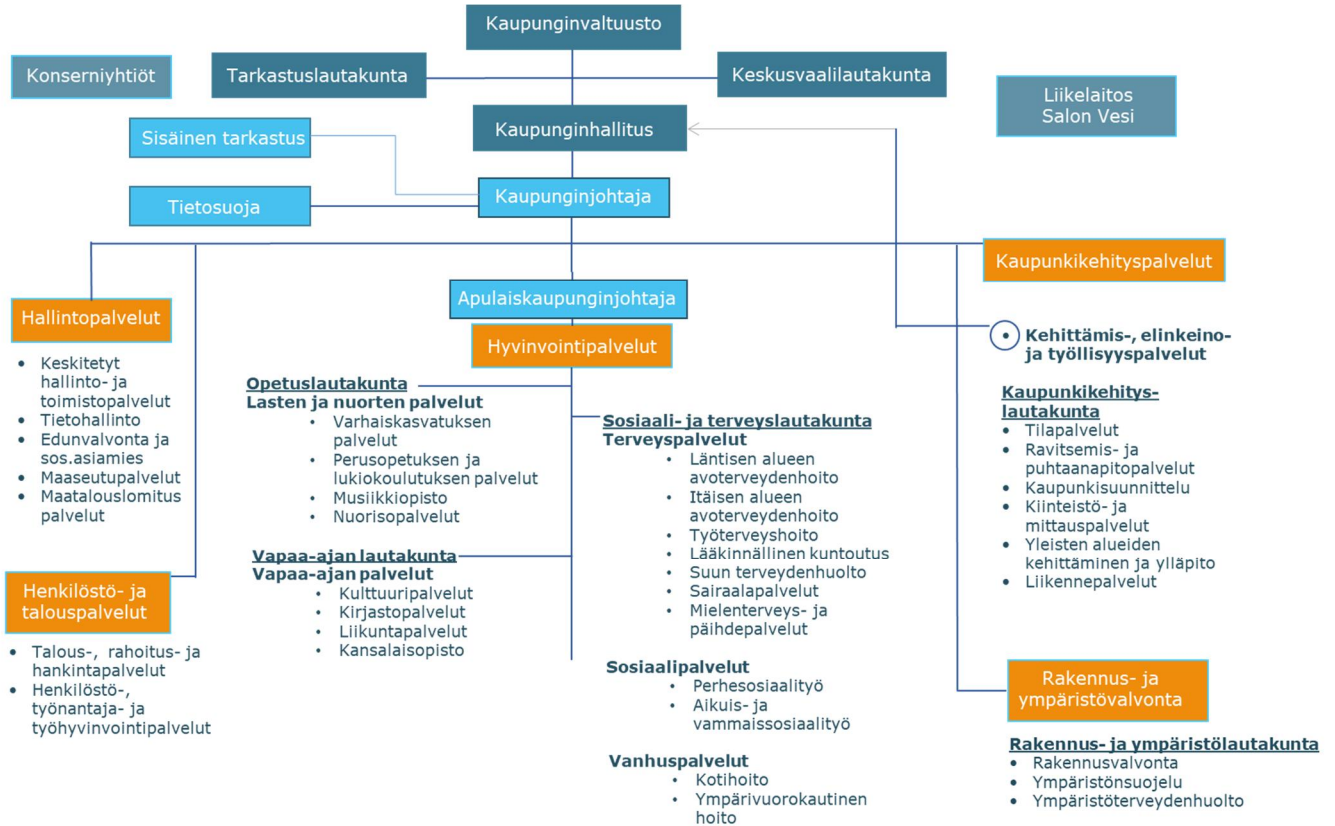 Kaupunginvaltuusto
Konserniyhtiöt
Tarkastuslautakunta
Keskusvaalilautakunta
Liikelaitos
Salon Vesi
Kaupunginhallitus
Sisäinen tarkastus
Kaupunginjohtaja
Tietosuoja
Kaupunkikehityspalvelut
Apulaiskaupunginjohtaja
Hyvinvointipalvelut
Hallintopalvelut
• Keskitetyt
hallinto- ja
toimistopalvelut
• Tietohallinto
• Edunvalvonta ja
sos.asiamies
• Maaseutupalvelut
• Maatalouslomitus
palvelut
Henkilöstö- ja
talouspalvelut
• Talous-, rahoitus- ja
hankintapalvelut
• Henkilöstö-,
työnantaja- ja
työhyvinvointipalvelut
Opetuslautakunta
Lasten ja nuorten palvelut
• Varhaiskasvatuksen
palvelut
• Perusopetuksen ja
lukiokoulutuksen palvelut
• Musiikkiopisto
• Nuorisopalvelut
Vapaa-ajan lautakunta
Vapaa-ajan palvelut
• Kulttuuripalvelut
• Kirjastopalvelut
• Liikuntapalvelut
• Kansalaisopisto
Sosiaali- ja terveyslautakunta
Terveyspalvelut
• Läntisen alueen
avoterveydenhoito
• Itäisen alueen
avoterveydenhoito
• Työterveyshoito
• Lääkinnällinen kuntoutus
• Suun terveydenhuolto
• Sairaalapalvelut
• Mielenterveys- ja
päihdepalvelut
Sosiaalipalvelut
• Perhesosiaalityö
• Aikuis- ja
vammaissosiaalityö
Vanhuspalvelut
• Kotihoito
• Ympärivuorokautinen
hoito
• Kehittämis-, elinkeino-
ja työllisyyspalvelut
Kaupunkikehitys-
lautakunta
• Tilapalvelut
• Ravitsemis- ja
puhtaanapitopalvelut
• Kaupunkisuunnittelu
• Kiinteistö- ja
mittauspalvelut
• Yleisten alueiden
kehittäminen ja ylläpito
• Liikennepalvelut
Rakennus- ja
ympäristövalvonta
Rakennus- ja ympäristölautakunta
• Rakennusvalvonta
• Ympäristönsuojelu
• Ympäristöterveydenhuolto